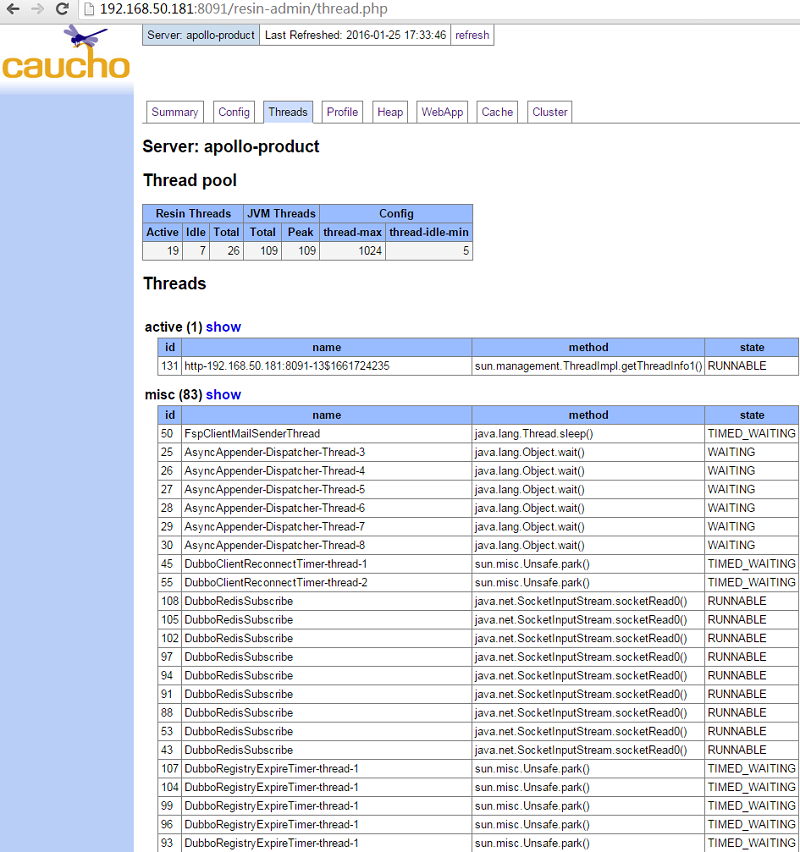 192.168.50.181:8091/resin-admin/thread.php
caucho
Server: apollo-product Last Refreshed: 2016-01-25 17:33:46 refresh
Summary Config Threads Profile Heap WebApp Cache Cluster
Server: apollo-product
Thread pool
Resin Threads JVM Threads Config
Active Idle Total Total Peak thread-max thread-idle-min
19 7 26 109 109 1024 5
Threads
active (1) show
id name method state
131 http-192.168.50.181:8091-13$1661724235 sun.management.ThreadImpl.getThreadInfo1() RUNNABLE
misc (83) show
id name method state
50 FspClientMailSenderThread java.lang.Thread.sleep() TIMED_WAITING
25 AsyncAppender-Dispatcher-Thread-3 java.lang.Object.wait() WAITING
26 AsyncAppender-Dispatcher-Thread-4 java.lang.Object.wait() WAITING
27 AsyncAppender-Dispatcher-Thread-5 java.lang.Object.wait() WAITING
28 AsyncAppender-Dispatcher-Thread-6 java.lang.Object.wait() WAITING
29 AsyncAppender-Dispatcher-Thread-7 java.lang.Object.wait() WAITING
30 AsyncAppender-Dispatcher-Thread-8 java.lang.Object.wait() WAITING
45 DubboClientReconnectTimer-thread-1 sun.misc.Unsafe.park() TIMED_WAITING
55 DubboClientReconnectTimer-thread-2 sun.misc.Unsafe.park() TIMED_WAITING
108 DubboRedisSubscribe java.net.SocketInputStream.socketRead0() RUNNABLE
105 DubboRedisSubscribe java.net.SocketInputStream.socketRead0() RUNNABLE
102 DubboRedisSubscribe java.net.SocketInputStream.socketRead0() RUNNABLE
97 DubboRedisSubscribe java.net.SocketInputStream.socketRead0() RUNNABLE
94 DubboRedisSubscribe java.net.SocketInputStream.socketRead0() RUNNABLE
91 DubboRedisSubscribe java.net.SocketInputStream.socketRead0() RUNNABLE
88 DubboRedisSubscribe java.net.SocketInputStream.socketRead0() RUNNABLE
53 DubboRedisSubscribe java.net.SocketInputStream.socketRead0() RUNNABLE
43 DubboRedisSubscribe java.net.SocketInputStream.socketRead0() RUNNABLE
107 DubboRegistryExpireTimer-thread-1 sun.misc.Unsafe.park() TIMED_WAITING
104 DubboRegistryExpireTimer-thread-1 sun.misc.Unsafe.park() TIMED_WAITING
99 DubboRegistryExpireTimer-thread-1 sun.misc.Unsafe.park() TIMED_WAITING
96 DubboRegistryExpireTimer-thread-1 sun.misc.Unsafe.park() TIMED_WAITING
93 DubboRegistryExpireTimer-thread-1 sun.misc.Unsafe.park() TIMED_WAITING